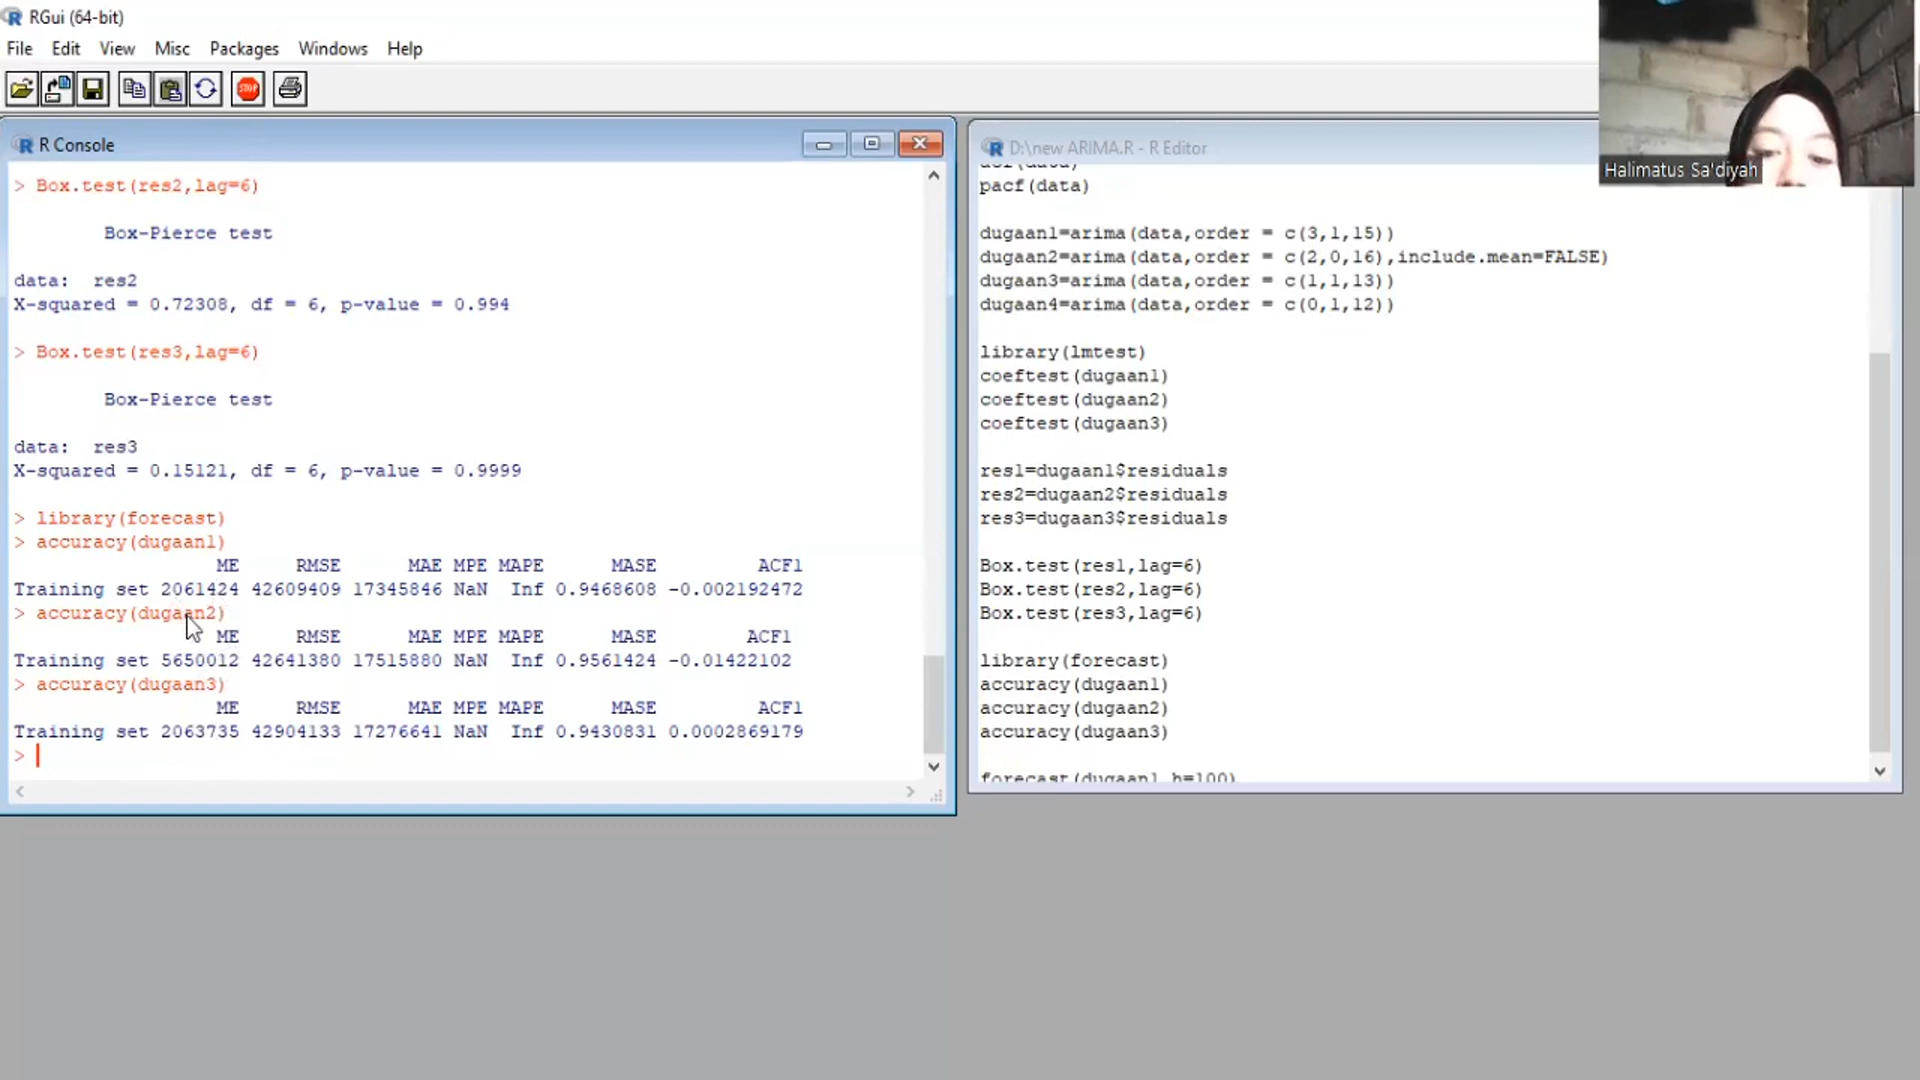 RGui (64-bit)
File Edit View Misc Packages Windows Help
STOP
R Console
> Box.test(res2,lag=6)
Box-Pierce test
data: res2
X-squared = 0.72308, df = 6, p-value = 0.994
> Box.test(res3,lag=6)
Box-Pierce test
data: res3
X-squared = 0.15121, df = 6, p-value = 0.9999
> library(forecast)
> accuracy(dugaan1)
ME RMSE MAE MPE MAPE MASE ACF1
Training set 2061424 42609409 17345846 NaN Inf 0.9468608 -0.002192472
> accuracy(dugaan2)
ME RMSE MAE MPE MAPE MASE ACF1
Training set 5650012 42641380 17515880 NaN Inf 0.9561424 -0.01422102
> accuracy(dugaan3)
ME RMSE MAE MPE MAPE MASE ACF1
Training set 2063735 42904133 17276641 NaN Inf 0.9430831 0.0002869179
>
D:\new ARIMA.R - R Editor
acf(data)
pacf(data)
dugaan1=arima(data,order = c(3,1,15))
dugaan2=arima(data,order = c(2,0,16),include.mean=FALSE)
dugaan3=arima(data,order = c(1,1,13))
dugaan4=arima(data,order = c(0,1,12))
library(lmtest)
coeftest(dugaan1)
coeftest(dugaan2)
coeftest(dugaan3)
res1=dugaan1$residuals
res2=dugaan2$residuals
res3=dugaan3$residuals
Box.test(res1,lag=6)
Box.test(res2,lag=6)
Box.test(res3,lag=6)
library(forecast)
accuracy(dugaan1)
accuracy(dugaan2)
accuracy(dugaan3)
forecast(dugaan1,h=100)
Halimatus Sa'diyah